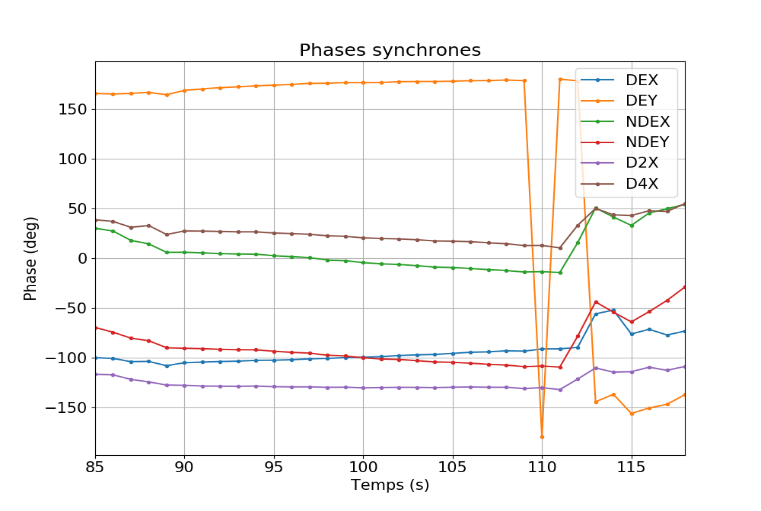 Phases synchrones
DEX
DEY
NDEX
NDEY
D2X
D4X
150
100
50
0
−50
−100
−150
Phase (deg)
85 90 95 100 105 110 115
Temps (s)